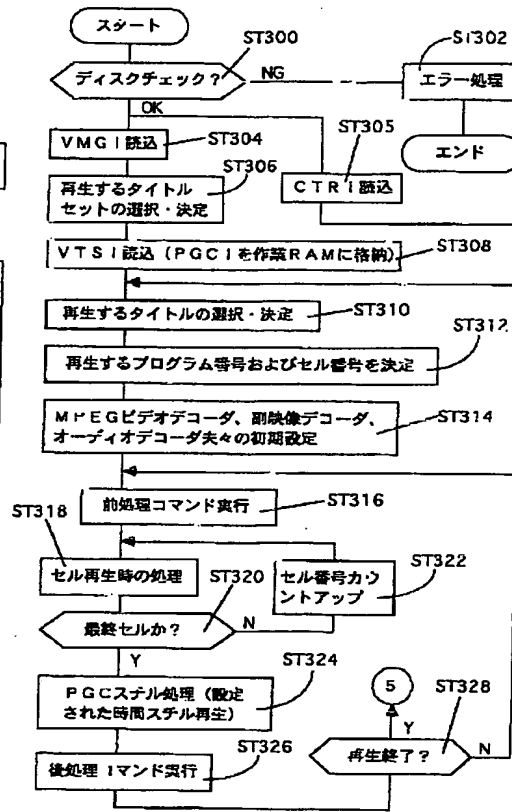 スタート
ST300
ディスクチェック?
NG
ST302
エラー処理
エンド
OK
VMGI読込
ST304
ST305
CTRI読込
ST306
再生するタイトル
セットの選択・決定
VTSI読込(PGCIを作業RAMに格納)
ST308
再生するタイトルの選択・決定
ST310
ST312
再生するプログラム番号およびセル番号を決定
MPEGビデオデコーダ、副映像デコーダ、
オーディオデコーダ夫々の初期設定
ST314
前処理コマンド実行
ST316
ST318
セル再生時の処理
ST320
セル番号カウ
ントアップ
ST322
最終セルか?
N
Y
ST324
PGCスチル処理(設定
された時間スチル再生)
5
ST328
Y
再生終了?
N
ST326
後処理コマンド実行